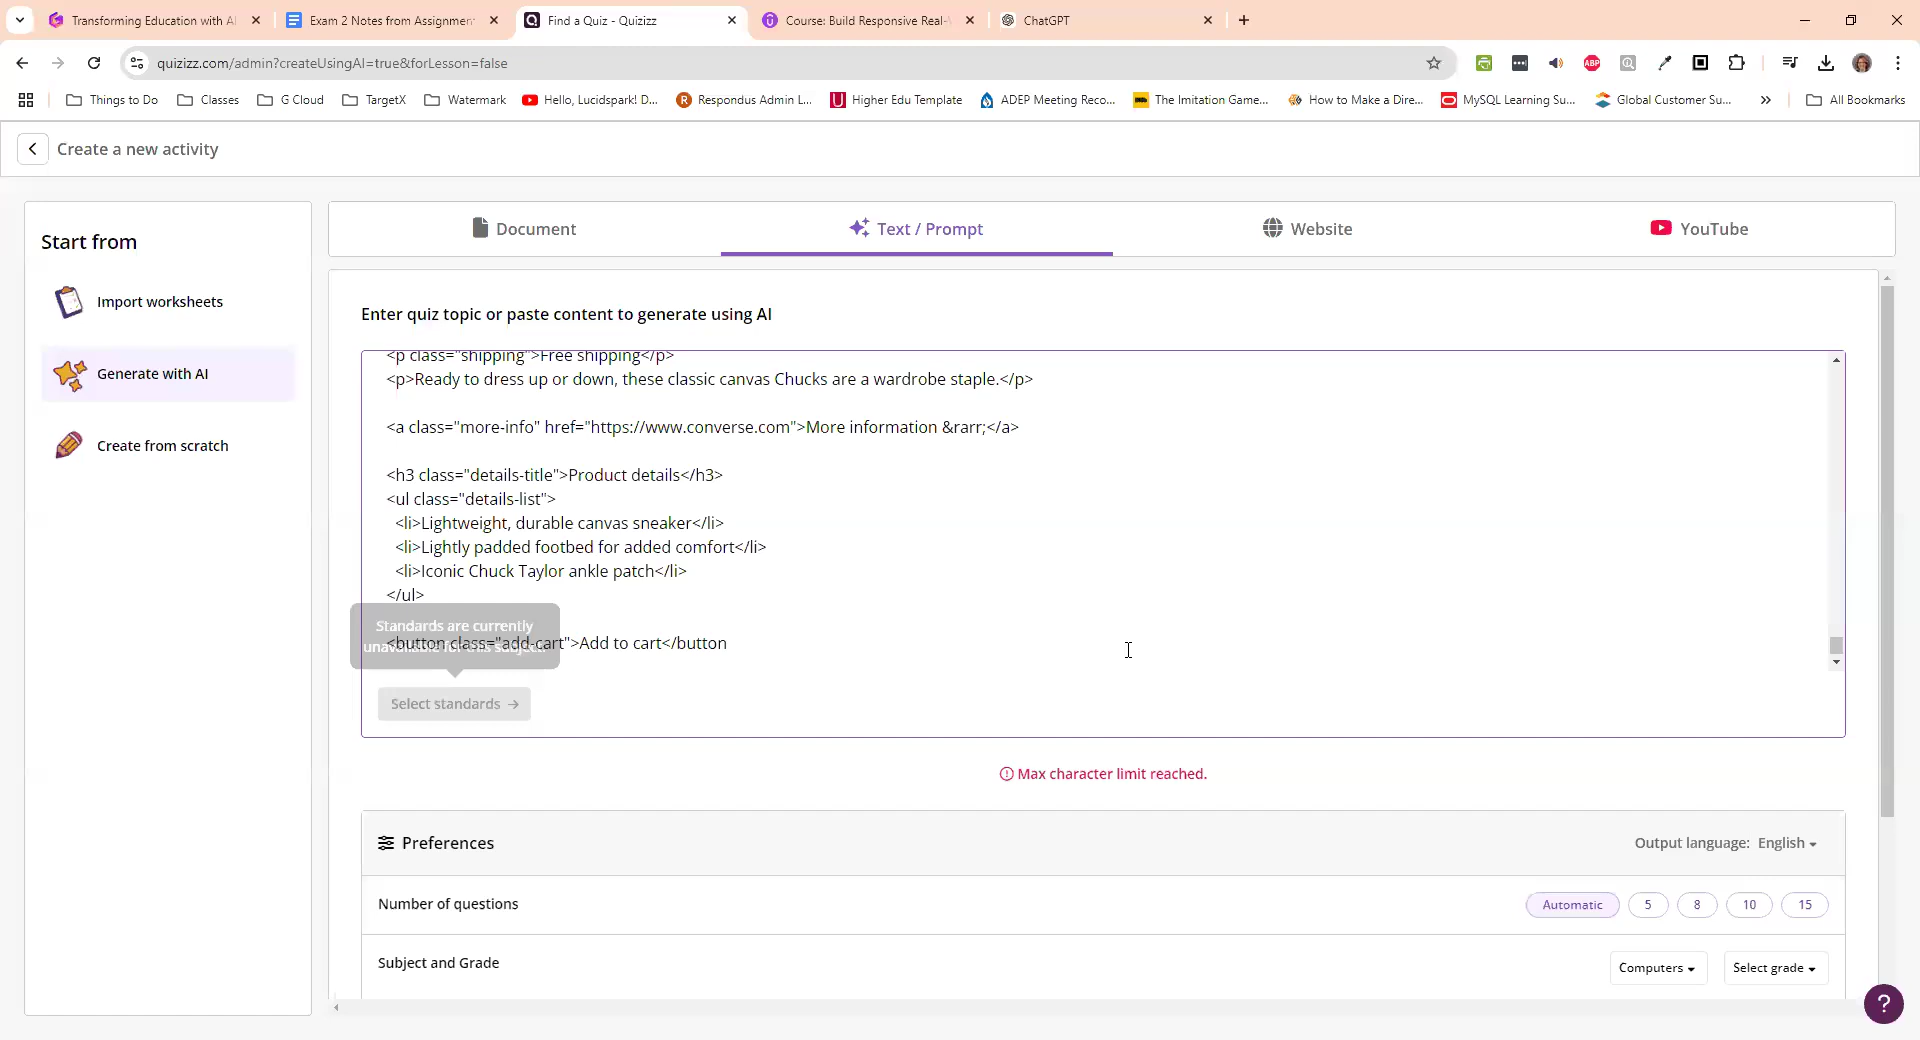 Transforming Education with AI
Exam 2 Notes from Assignmen
Find a Quiz - Quizizz
Course: Build Responsive Real-
ChatGPT
quizizz.com/admin?createUsingAI=true&forLesson=false
ABP
Things to Do
Classes
G Cloud
TargetX
Watermark
Hello, Lucidspark! D...
Respondus Admin L...
Higher Edu Template
ADEP Meeting Reco...
The Imitation Game...
How to Make a Dire...
MySQL Learning Su...
Global Customer Su...
All Bookmarks
Create a new activity
Start from
Import worksheets
Generate with AI
Create from scratch
Document
Text / Prompt
Website
YouTube
Enter quiz topic or paste content to generate using AI
<p class="shipping">Free shipping</p>
<p>Ready to dress up or down, these classic canvas Chucks are a wardrobe staple.</p>
<a class="more-info" href="https://www.converse.com">More information &rarr;</a>
<h3 class="details-title">Product details</h3>
<ul class="details-list">
<li>Lightweight, durable canvas sneaker</li>
<li>Lightly padded footbed for added comfort</li>
<li>Iconic Chuck Taylor ankle patch</li>
</ul>
Standards are currently
unavailable for this subject.
<button class="add-cart">Add to cart</button
Select standards →
Max character limit reached.
Preferences
Output language: English
Number of questions
Automatic
5
8
10
15
Subject and Grade
Computers
Select grade
?